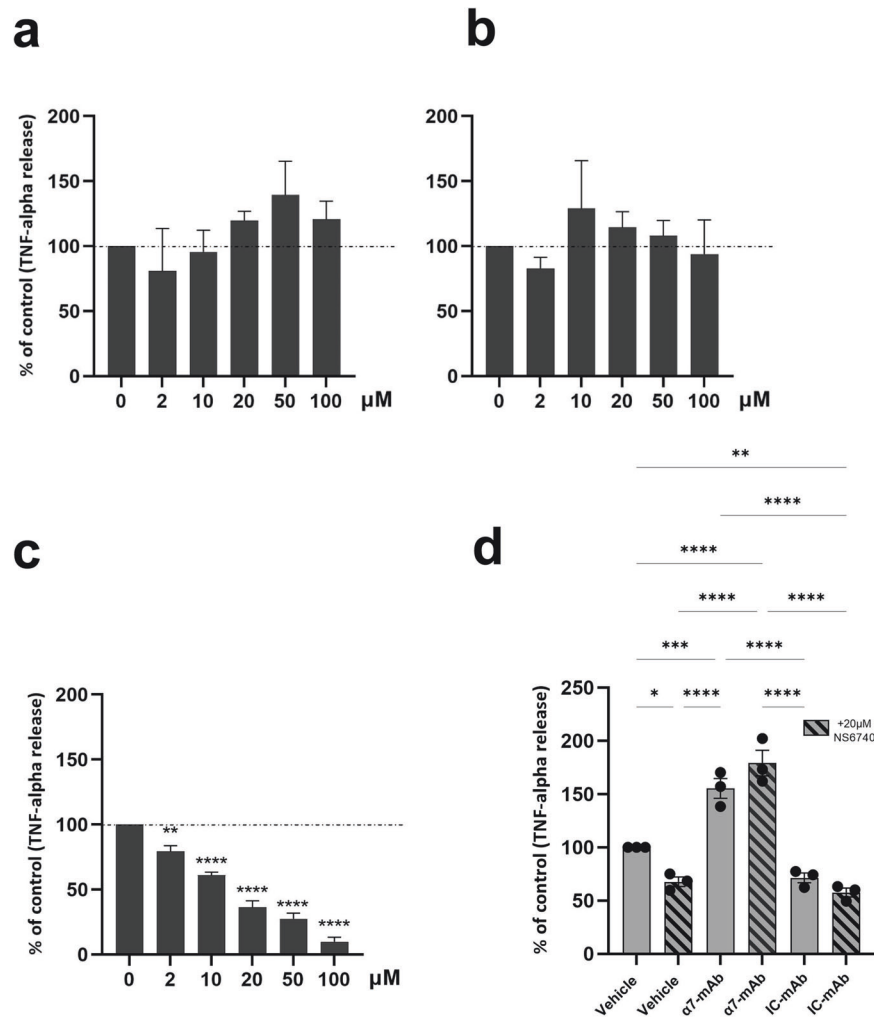 a
% of control (TNF-alpha release)
200
150
100
50
0
0 2 10 20 50 100 μM
b
200
150
100
50
0
0 2 10 20 50 100 μM
c
% of control (TNF-alpha release)
200
100
50
0
** **** **** **** ****
0 2 10 20 50 100 μM
d
**
****
****
**** ****
*** ****
* **** ****
+20μM
NS6740
% of control (TNF-alpha release)
250
200
150
100
50
0
Vehicle Vehicle α7-mAb α7-mAb IC-mAb IC-mAb